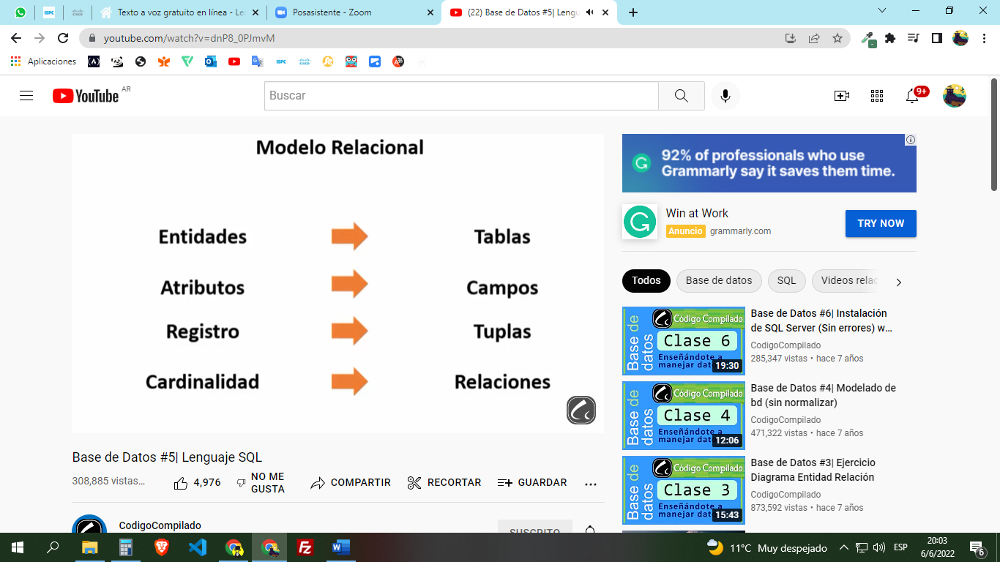 Texto a voz gratuito en línea - Le
Posasistente - Zoom
(22) Base de Datos #5| Lengu
youtube.com/watch?v=dnP8_0PJmvM
Aplicaciones
YouTube AR
Buscar
9+
Modelo Relacional
Entidades Tablas
Atributos Campos
Registro Tuplas
Cardinalidad Relaciones
Base de Datos #5| Lenguaje SQL
308,885 vistas...
4,976
NO ME
GUSTA
COMPARTIR
RECORTAR
GUARDAR
CodigoCompilado
SUSCRITO
92% of professionals who use
Grammarly say it saves them time.
Win at Work
Anuncio grammarly.com
TRY NOW
Todos
Base de datos
SQL
Videos relac
Base de datos
Código Compilado
Clase 6
Enseñándote a
manejar dat
19:30
Base de Datos #6| Instalación
de SQL Server (Sin errores) w...
CodigoCompilado
285,347 vistas • hace 7 años
Base de datos
Código Compilado
Clase 4
Enseñándote a
manejar dat
12:06
Base de Datos #4| Modelado de
bd (sin normalizar)
CodigoCompilado
471,322 vistas • hace 7 años
Base de datos
Código Compilado
Clase 3
Enseñándote a
manejar dat
15:43
Base de Datos #3| Ejercicio
Diagrama Entidad Relación
CodigoCompilado
873,592 vistas • hace 7 años
11°C Muy despejado
ESP
20:03
6/6/2022
6